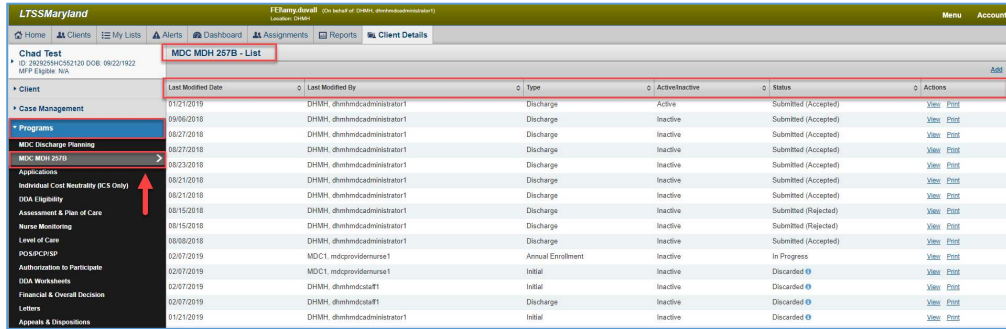 LTSSMaryland
FEI\amy.duvall (On behalf of: DHMH, dhmhmdcadministrator1)
Location: DHMH
Menu Account
Home Clients My Lists Alerts Dashboard Assignments Reports Client Details
Chad Test
ID: 2929255HC552120 DOB: 09/22/1922
MFP Eligible: N/A
MDC MDH 257B - List
Add
Client
Case Management
Programs
MDC Discharge Planning
MDC MDH 257B
Applications
Individual Cost Neutrality (ICS Only)
DDA Eligibility
Assessment & Plan of Care
Nurse Monitoring
Level of Care
POS/PCP/SP
Authorization to Participate
DDA Worksheets
Financial & Overall Decision
Letters
Appeals & Dispositions
Last Modified Date Last Modified By Type Active/Inactive Status Actions
01/21/2019 DHMH, dhmhmdcadministrator1 Discharge Active Submitted (Accepted) View Print
09/06/2018 DHMH, dhmhmdcadministrator1 Discharge Inactive Submitted (Accepted) View Print
08/27/2018 DHMH, dhmhmdcadministrator1 Discharge Inactive Submitted (Accepted) View Print
08/27/2018 DHMH, dhmhmdcadministrator1 Discharge Inactive Submitted (Accepted) View Print
08/23/2018 DHMH, dhmhmdcadministrator1 Discharge Inactive Submitted (Accepted) View Print
08/21/2018 DHMH, dhmhmdcadministrator1 Discharge Inactive Submitted (Accepted) View Print
08/21/2018 DHMH, dhmhmdcadministrator1 Discharge Inactive Submitted (Accepted) View Print
08/15/2018 DHMH, dhmhmdcadministrator1 Discharge Inactive Submitted (Rejected) View Print
08/15/2018 DHMH, dhmhmdcadministrator1 Discharge Inactive Submitted (Rejected) View Print
08/08/2018 DHMH, dhmhmdcadministrator1 Discharge Inactive Submitted (Accepted) View Print
02/07/2019 MDC1, mdcprovidernurse1 Annual Enrollment Inactive In Progress View Print
02/07/2019 MDC1, mdcprovidernurse1 Initial Inactive Discarded View Print
02/07/2019 DHMH, dhmhmdcstaff1 Initial Inactive Discarded View Print
02/07/2019 DHMH, dhmhmdcstaff1 Discharge Inactive Discarded View Print
01/21/2019 DHMH, dhmhmdcadministrator1 Initial Inactive Discarded View Print